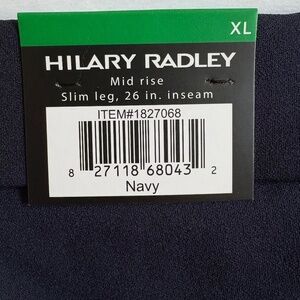 XL
HILARY RADLEY
Mid rise
Slim leg, 26 in. inseam
ITEM#1827068
8 27118 68043 2
Navy